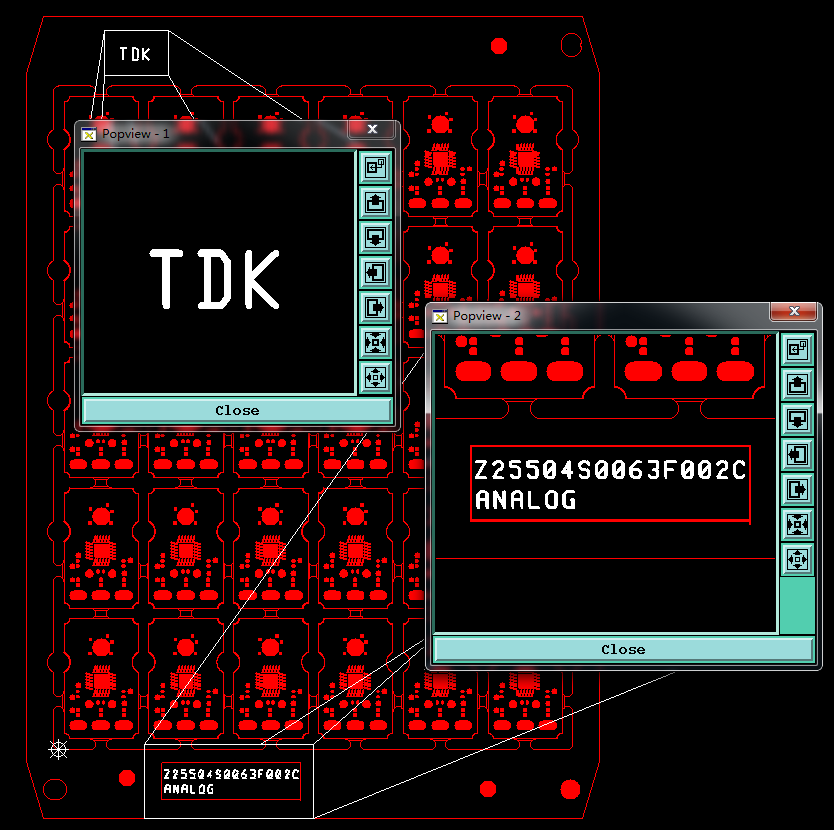 TDK
Popview - 1
TDK
Close
Popview - 2
Z25504S0063F002C
ANALOG
Close
Z25504S0063F002C
ANALOG